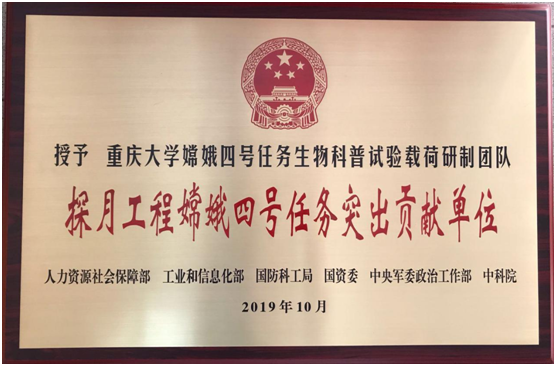 授予 重庆大学嫦娥四号任务生物科普试验载荷研制团队
探月工程嫦娥四号任务突出贡献单位
人力资源社会保障部 工业和信息化部 国防科工局 国资委 中央军委政治工作部 中科院
2019年10月